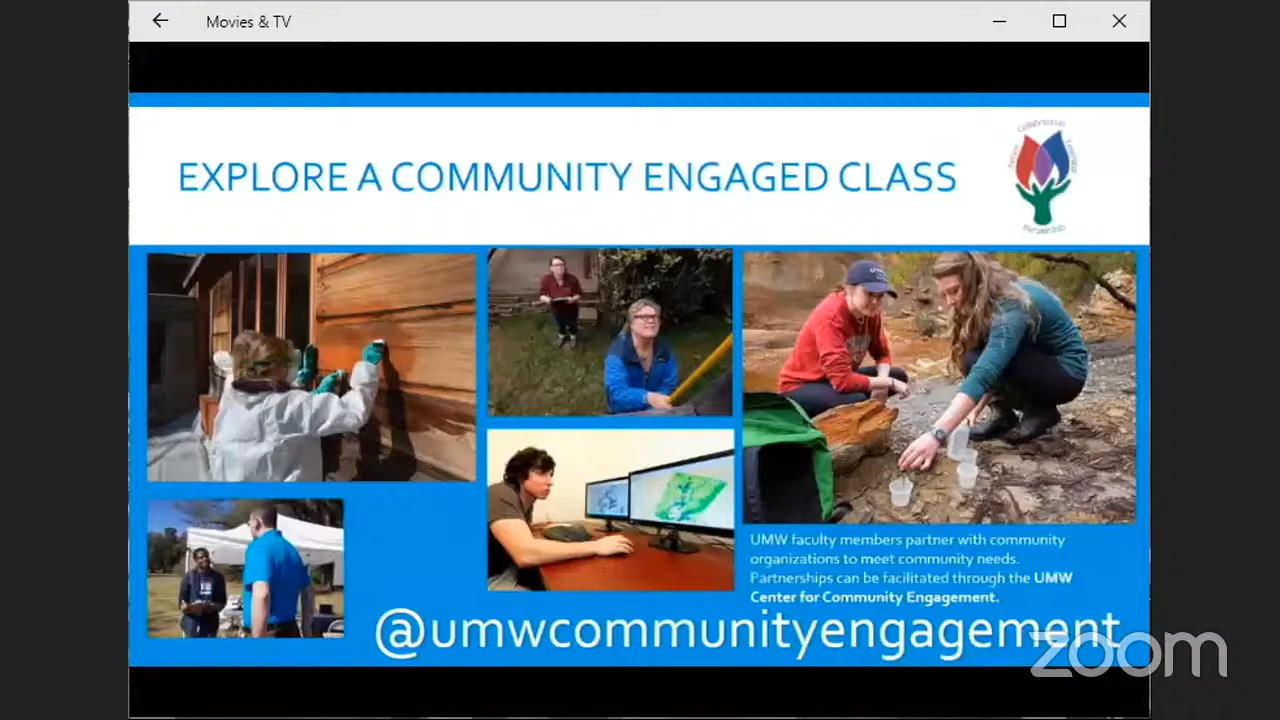 Movies & TV
EXPLORE A COMMUNITY ENGAGED CLASS
UMW faculty members partner with community
organizations to meet community needs.
Partnerships can be facilitated through the UMW
Center for Community Engagement.
@umwcommunityengagement
zoom